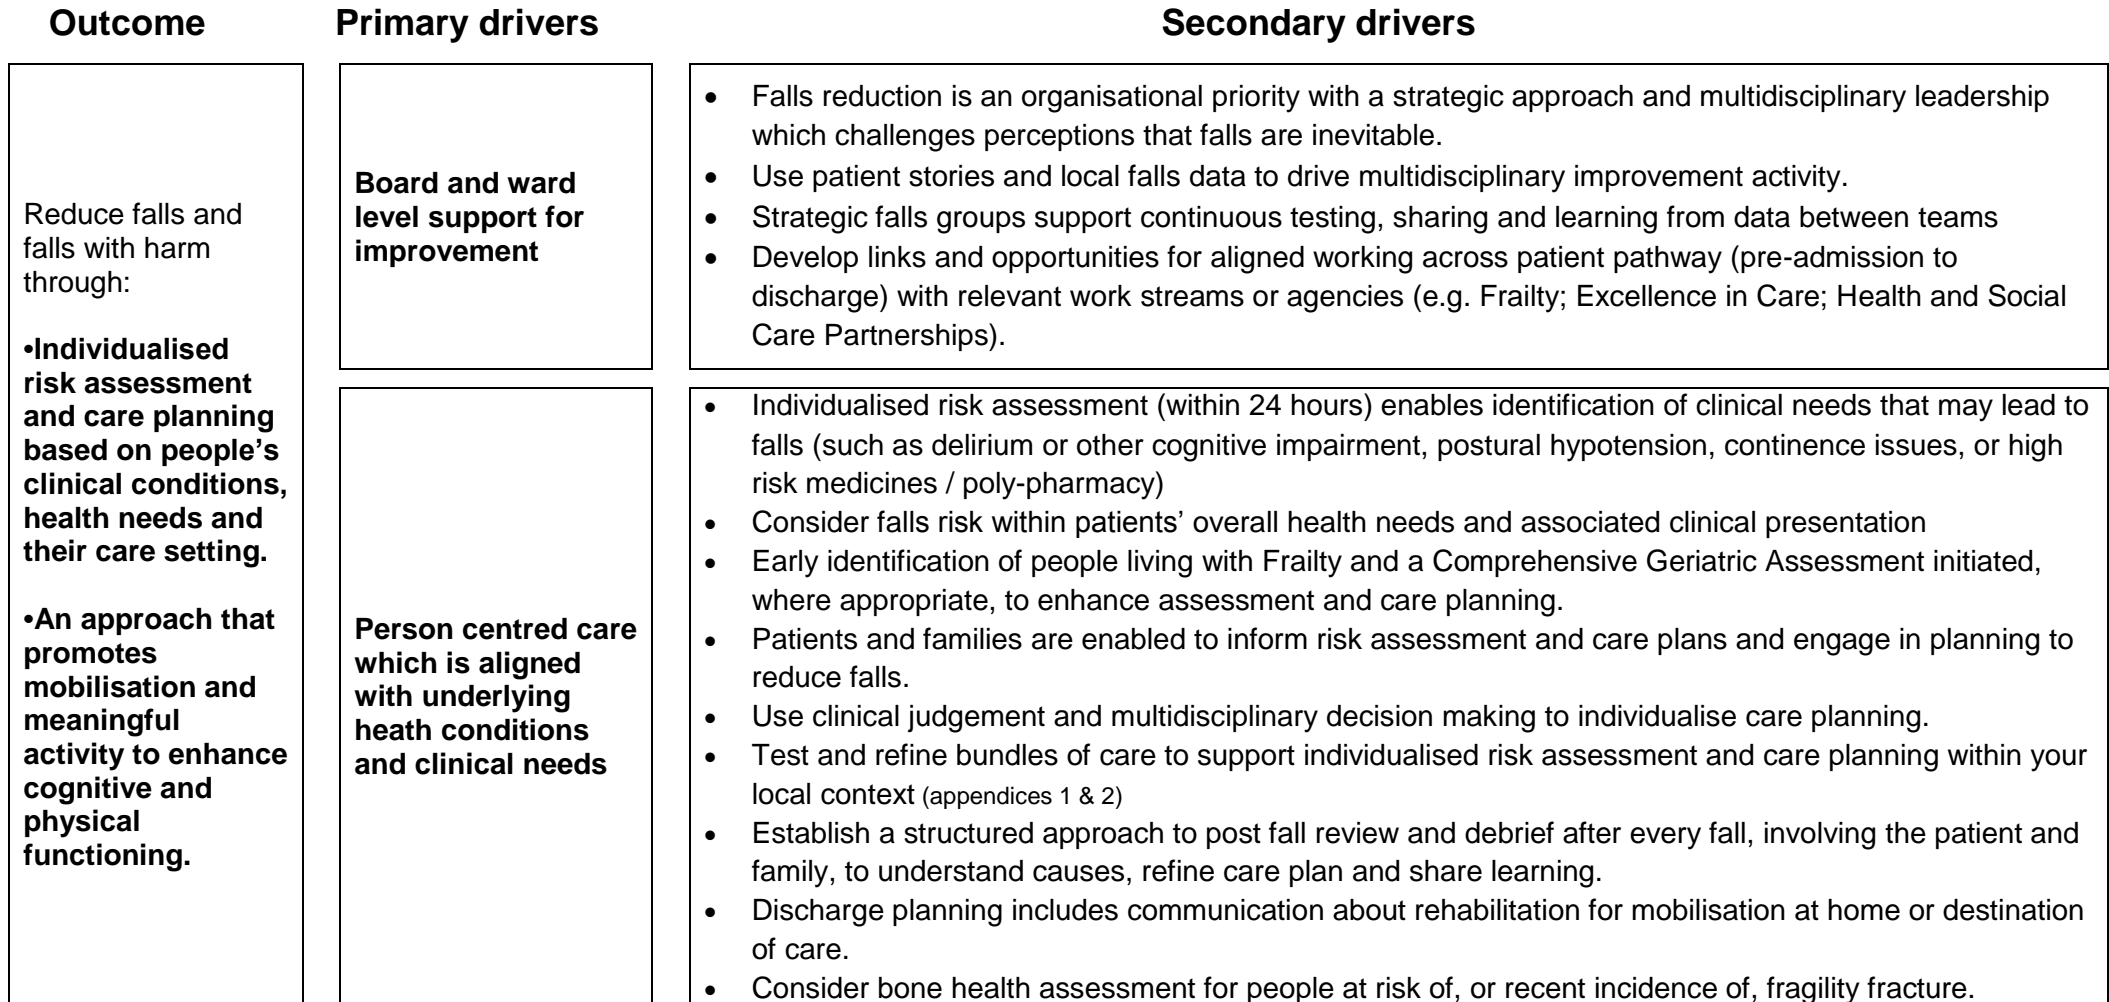 Outcome
Primary drivers
Secondary drivers
Reduce falls and
falls with harm
through:
•Individualised
risk assessment
and care planning
based on people’s
clinical conditions,
health needs and
their care setting.
•An approach that
promotes
mobilisation and
meaningful
activity to enhance
cognitive and
physical
functioning.
Board and ward
level support for
improvement
• Falls reduction is an organisational priority with a strategic approach and multidisciplinary leadership
which challenges perceptions that falls are inevitable.
• Use patient stories and local falls data to drive multidisciplinary improvement activity.
• Strategic falls groups support continuous testing, sharing and learning from data between teams
• Develop links and opportunities for aligned working across patient pathway (pre-admission to
discharge) with relevant work streams or agencies (e.g. Frailty; Excellence in Care; Health and Social
Care Partnerships).
Person centred care
which is aligned
with underlying
heath conditions
and clinical needs
• Individualised risk assessment (within 24 hours) enables identification of clinical needs that may lead to
falls (such as delirium or other cognitive impairment, postural hypotension, continence issues, or high
risk medicines / poly-pharmacy)
• Consider falls risk within patients’ overall health needs and associated clinical presentation
• Early identification of people living with Frailty and a Comprehensive Geriatric Assessment initiated,
where appropriate, to enhance assessment and care planning.
• Patients and families are enabled to inform risk assessment and care plans and engage in planning to
reduce falls.
• Use clinical judgement and multidisciplinary decision making to individualise care planning.
• Test and refine bundles of care to support individualised risk assessment and care planning within your
local context (appendices 1 & 2)
• Establish a structured approach to post fall review and debrief after every fall, involving the patient and
family, to understand causes, refine care plan and share learning.
• Discharge planning includes communication about rehabilitation for mobilisation at home or destination
of care.
• Consider bone health assessment for people at risk of, or recent incidence of, fragility fracture.